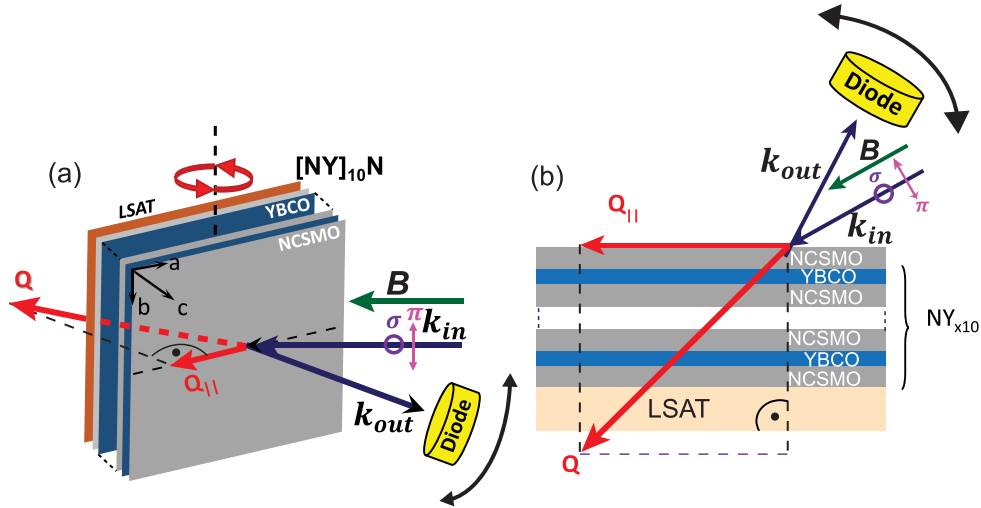 (a)
[NY]10N
LSAT
YBCO
NCSMO
a
b
c
Q
B
σ
π
kin
Q||
kout
Diode
(b)
Diode
B
kout
σ
π
Q||
kin
NCSMO
YBCO
NCSMO
NYx10
NCSMO
YBCO
NCSMO
LSAT
Q